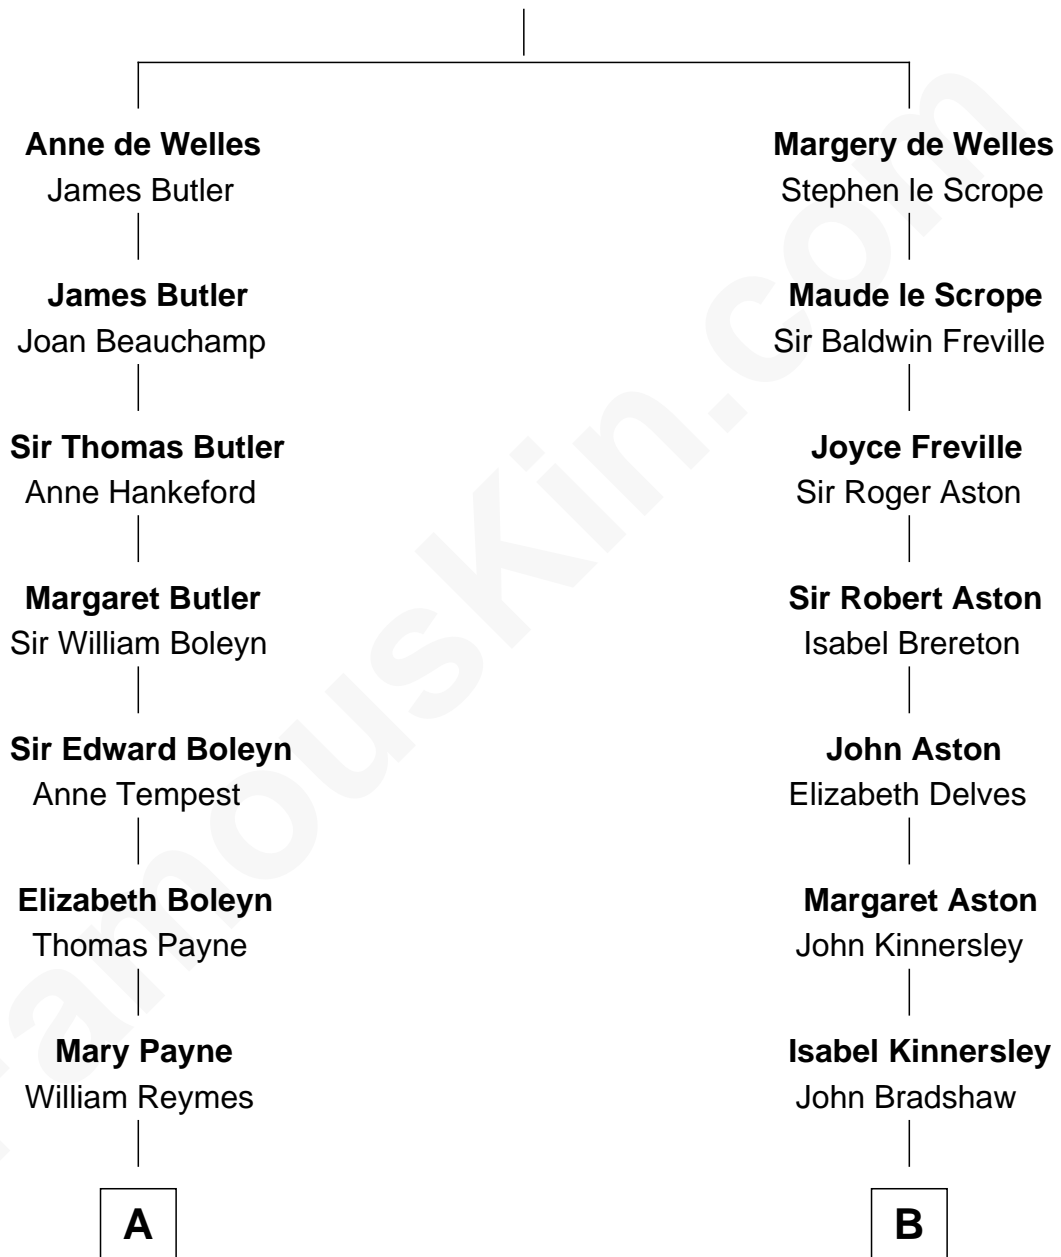 Anne de Welles
James Butler
James Butler
Joan Beauchamp
Sir Thomas Butler
Anne Hankeford
Margaret Butler
Sir William Boleyn
Sir Edward Boleyn
Anne Tempest
Elizabeth Boleyn
Thomas Payne
Mary Payne
William Reymes
A
Margery de Welles
Stephen le Scrope
Maude le Scrope
Sir Baldwin Freville
Joyce Freville
Sir Roger Aston
Sir Robert Aston
Isabel Brereton
John Aston
Elizabeth Delves
Margaret Aston
John Kinnersley
Isabel Kinnersley
John Bradshaw
B
FamousKin.com